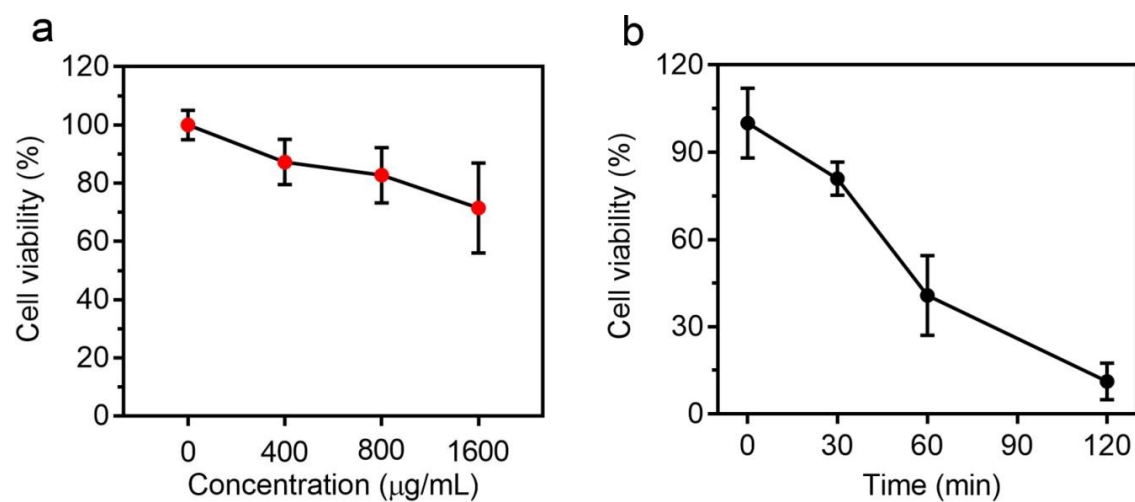 a
Cell viability (%)
120
100
80
60
40
20
0
0 400 800 1600
Concentration (μg/mL)
b
Cell viability (%)
120
90
60
30
0
0 30 60 90 120
Time (min)